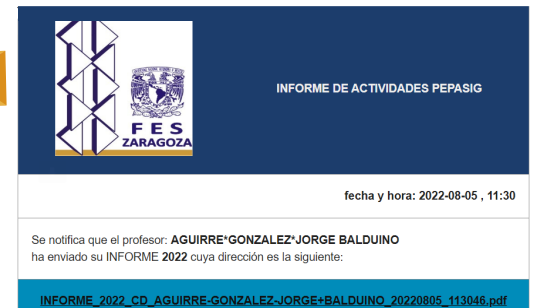 INFORME DE ACTIVIDADES PEPASIG
FES
ZARAGOZA
fecha y hora: 2022-08-05 , 11:30
Se notifica que el profesor: AGUIRRE*GONZALEZ*JORGE BALDUINO
ha enviado su INFORME 2022 cuya dirección es la siguiente:
INFORME_2022_CD_AGUIRRE-GONZALEZ-JORGE+BALDUINO_20220805_113046.pdf